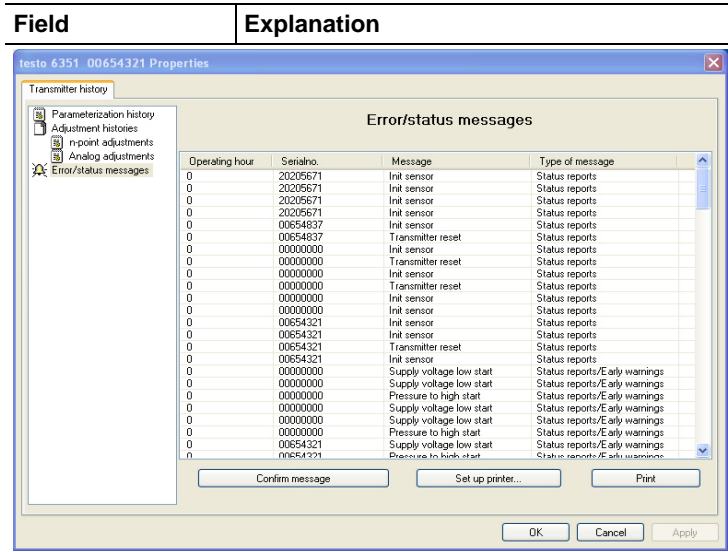 Field Explanation
testo 6351 00654321 Properties
Transmitter history
Parameterization history
Adjustment histories
n-point adjustments
Analog adjustments
Error/status messages
Error/status messages
Operating hour Serialno. Message Type of message
0 20205671 Init sensor Status reports
0 20205671 Init sensor Status reports
0 20205671 Init sensor Status reports
0 20205671 Init sensor Status reports
0 00654837 Init sensor Status reports
0 00654837 Transmitter reset Status reports
0 00000000 Init sensor Status reports
0 00000000 Transmitter reset Status reports
0 00000000 Init sensor Status reports
0 00000000 Transmitter reset Status reports
0 00000000 Init sensor Status reports
0 00000000 Init sensor Status reports
0 00654321 Init sensor Status reports
0 00654321 Init sensor Status reports
0 00654321 Transmitter reset Status reports
0 00654321 Init sensor Status reports
0 00000000 Supply voltage low start Status reports/Early warnings
0 00000000 Supply voltage low start Status reports/Early warnings
0 00000000 Pressure to high start Status reports/Early warnings
0 00000000 Supply voltage low start Status reports/Early warnings
0 00000000 Supply voltage low start Status reports/Early warnings
0 00000000 Pressure to high start Status reports/Early warnings
0 00654321 Supply voltage low start Status reports/Early warnings
0 00654321 Pressure to high start Status reports/Early warnings
Confirm message Set up printer... Print
OK Cancel Apply